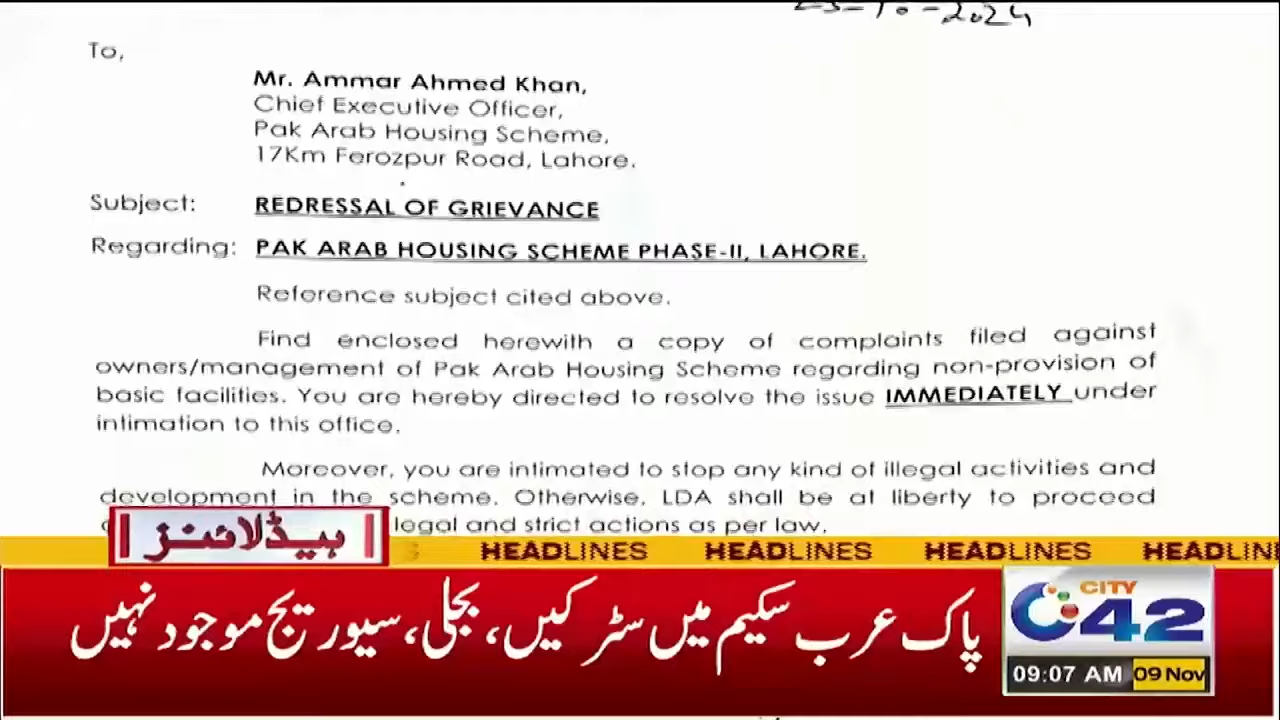 23-10-2024
To,
Mr. Ammar Ahmed Khan,
Chief Executive Officer,
Pak Arab Housing Scheme,
17Km Ferozpur Road, Lahore.
Subject: REDRESSAL OF GRIEVANCE
Regarding: PAK ARAB HOUSING SCHEME PHASE-II, LAHORE.
Reference subject cited above.
Find enclosed herewith a copy of complaints filed against
owners/management of Pak Arab Housing Scheme regarding non-provision of
basic facilities. You are hereby directed to resolve the issue IMMEDIATELY under
intimation to this office.
Moreover, you are intimated to stop any kind of illegal activities and
development in the scheme. Otherwise, LDA shall be at liberty to proceed
legal and strict actions as per law.
ہیڈلائنز
HEADLINES HEADLINES HEADLINES HEADLIN
پاک عرب سکیم میں سٹرکیں، بجلی، سیوریج موجود نہیں
CITY
42
09:07 AM 09 Nov